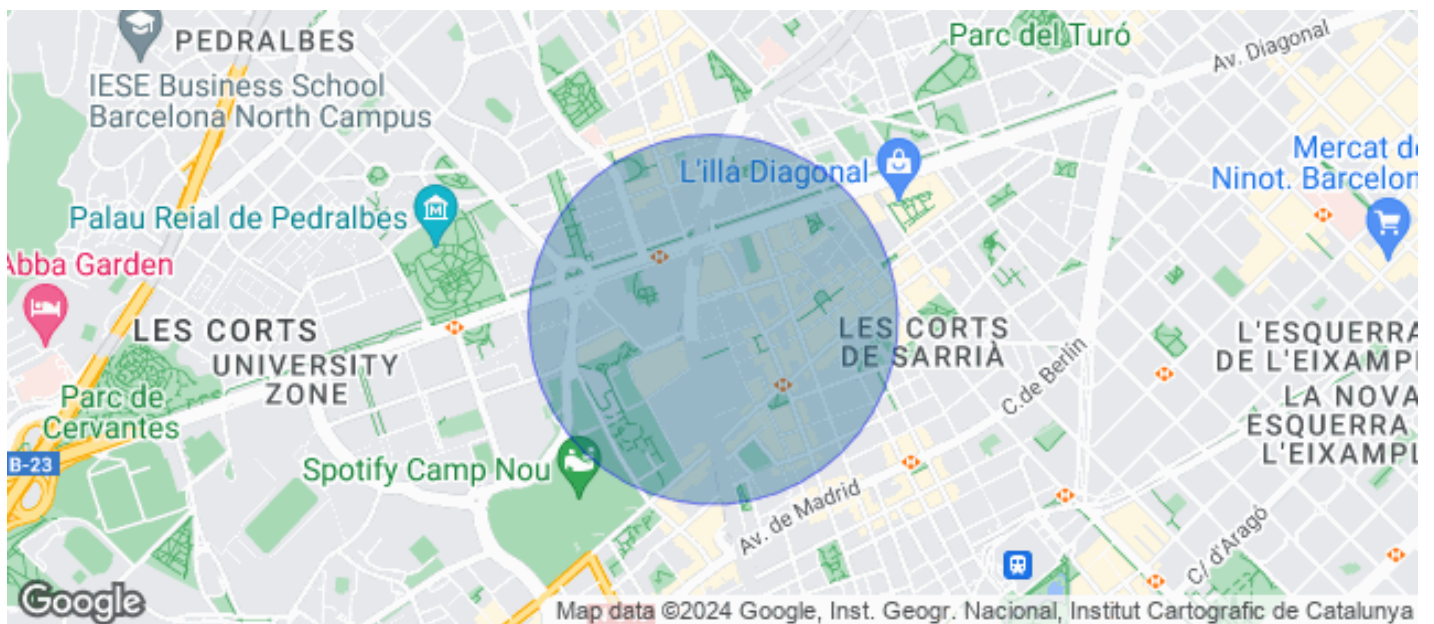 PEDRALBES
IESE Business School
Barcelona North Campus
Parc del Turó
Av. Diagonal
L'illa Diagonal
Mercat de
Ninot. Barcelon
Palau Reial de Pedralbes
Abba Garden
LES CORTS
UNIVERSITY
ZONE
LES CORTS
DE SARRIÀ
L'ESQUERRA
DE L'EIXAMPL
LA NOVA
ESQUERRA
L'EIXAMPL
C.de Berlín
Parc de
Cervantes
B-23
Spotify Camp Nou
Av. de Madrid
C/ d'Aragó
Google
Map data ©2024 Google, Inst. Geogr. Nacional, Institut Cartogràfic de Catalunya